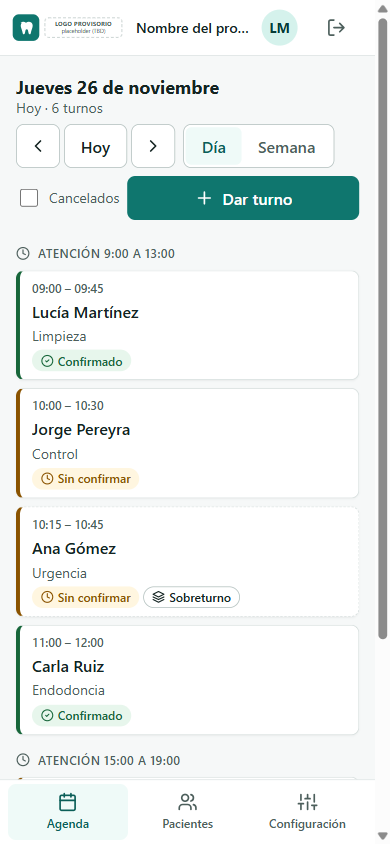 LOGO PROVISORIO
placeholder (180)
Nombel del pro...
LM
Jueves 26 de noviembre
Hoy · 6 turnos
Hoy
Día
Semana
Cancelados
Dar turno
ATENCIÓN 9:00 A 13:00
09:00 – 09:45
Lucía Martínez
Limpieza
Confirmado
10:00 – 10:30
Jorge Pereyra
Control
Sin confirmar
10:15 – 10:45
Ana Gómez
Urgencia
Sin confirmar Sobreturno
11:00 – 12:00
Carla Ruiz
Endodoncia
Confirmado
ATENCIÓN 15:00 A 19:00
Agenda
Pacientes
Configuración